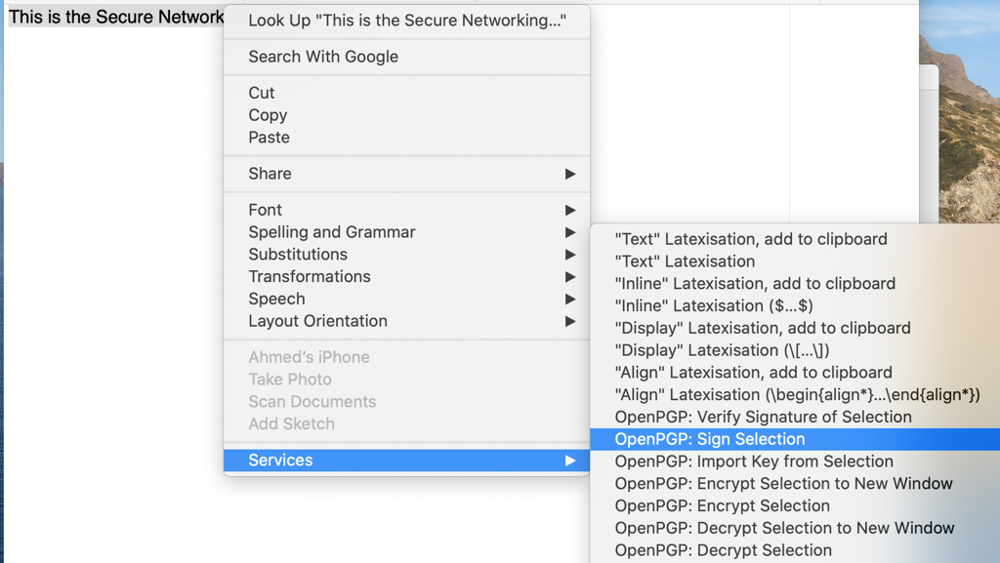 This is the Secure Network
Look Up "This is the Secure Networking..."
Search With Google
Cut
Copy
Paste
Share
Font
Spelling and Grammar
Substitutions
Transformations
Speech
Layout Orientation
Ahmed’s iPhone
Take Photo
Scan Documents
Add Sketch
Services
"Text" Latexisation, add to clipboard
"Text" Latexisation
"Inline" Latexisation, add to clipboard
"Inline" Latexisation ($...$)
"Display" Latexisation, add to clipboard
"Display" Latexisation (\[...\])
"Align" Latexisation, add to clipboard
"Align" Latexisation (\begin{align*}...\end{align*})
OpenPGP: Verify Signature of Selection
OpenPGP: Sign Selection
OpenPGP: Import Key from Selection
OpenPGP: Encrypt Selection to New Window
OpenPGP: Encrypt Selection
OpenPGP: Decrypt Selection to New Window
OpenPGP: Decrypt Selection